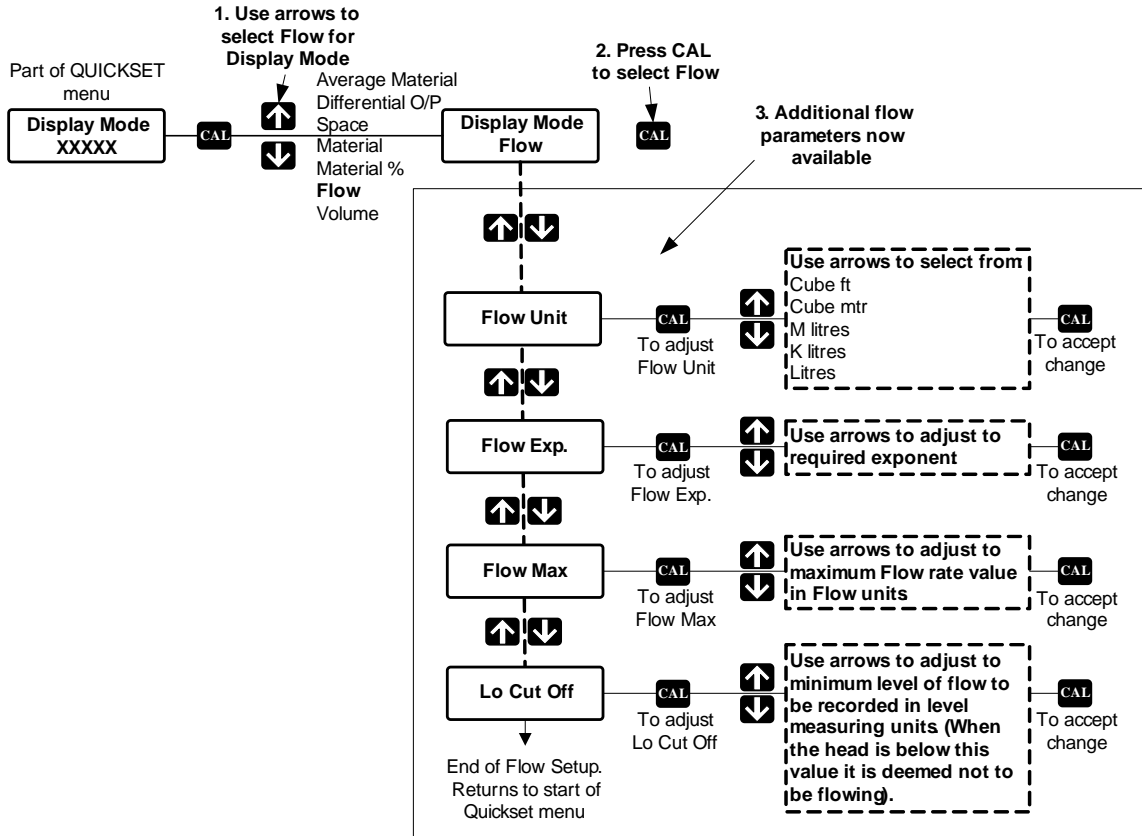 1. Use arrows to
select Flow for
Display Mode
2. Press CAL
to select Flow
Part of QUICKSET
menu
Display Mode
XXXXX
CAL
Average Material
Differential O/P
Space
Material
Material %
Flow
Volume
Display Mode
Flow
CAL
3. Additional flow
parameters now
available
Flow Unit
CAL
To adjust
Flow Unit
Use arrows to select from:
Cube ft
Cube mtr
M litres
K litres
Litres
CAL
To accept
change
Flow Exp.
CAL
To adjust
Flow Exp.
Use arrows to adjust to
required exponent
CAL
To accept
change
Flow Max
CAL
To adjust
Flow Max
Use arrows to adjust to
maximum Flow rate value
in Flow units
CAL
To accept
change
Lo Cut Off
CAL
To adjust
Lo Cut Off
Use arrows to adjust to
minimum level of flow to
be recorded in level
measuring units. (When
the head is below this
value it is deemed not to
be flowing).
CAL
To accept
change
End of Flow Setup.
Returns to start of
Quickset menu